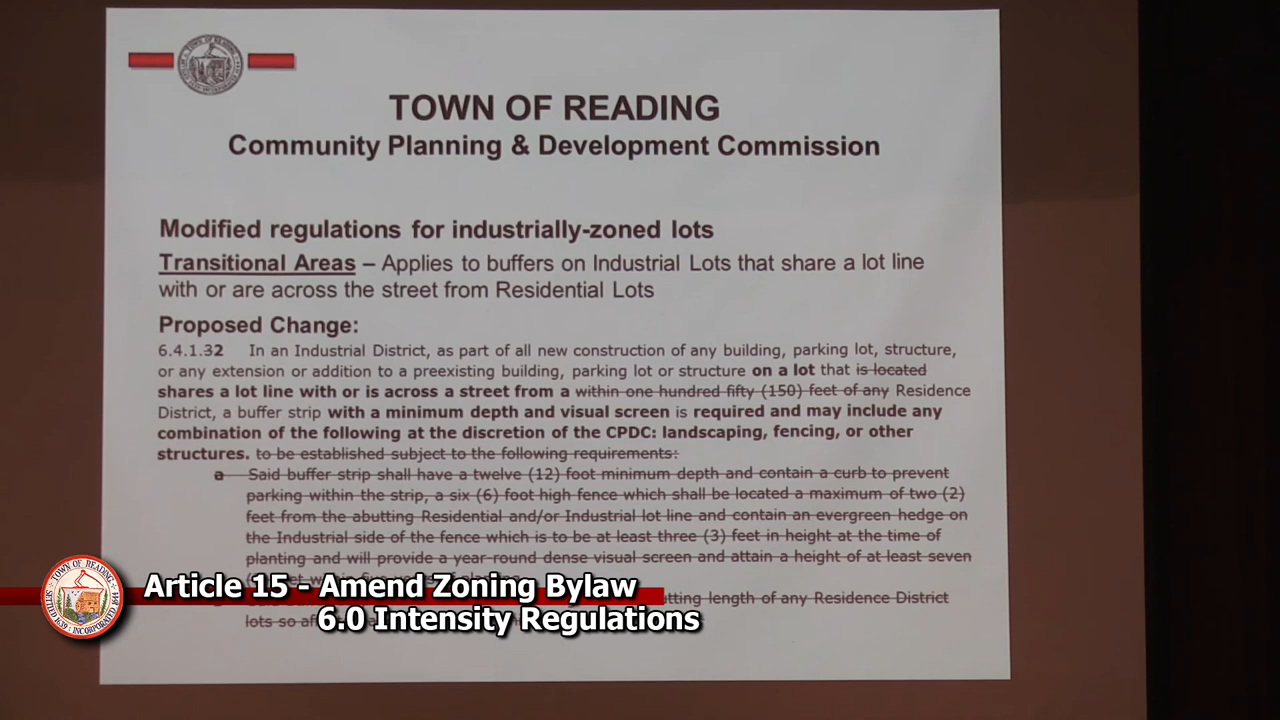 TOWN OF READING
Community Planning & Development Commission
Modified regulations for industrially-zoned lots
Transitional Areas – Applies to buffers on Industrial Lots that share a lot line
with or are across the street from Residential Lots
Proposed Change:
6.4.1.32 In an Industrial District, as part of all new construction of any building, parking lot, structure,
or any extension or addition to a preexisting building, parking lot or structure on a lot that is located
shares a lot line with or is across a street from a within one hundred fifty (150) feet of any Residence
District, a buffer strip with a minimum depth and visual screen is required and may include any
combination of the following at the discretion of the CPDC: landscaping, fencing, or other
structures. to be established subject to the following requirements:
a Said buffer strip shall have a twelve (12) foot minimum depth and contain a curb to prevent
parking within the strip, a six (6) foot high fence which shall be located a maximum of two (2)
feet from the abutting Residential and/or Industrial lot line and contain an evergreen hedge on
the Industrial side of the fence which is to be at least three (3) feet in height at the time of
planting and will provide a year-round dense visual screen and attain a height of at least seven
length of any Residence District
lots so
TOWN OF READING
SETTLED 1639 · INCORPORATED 1644
Article 15 - Amend Zoning Bylaw
6.0 Intensity Regulations